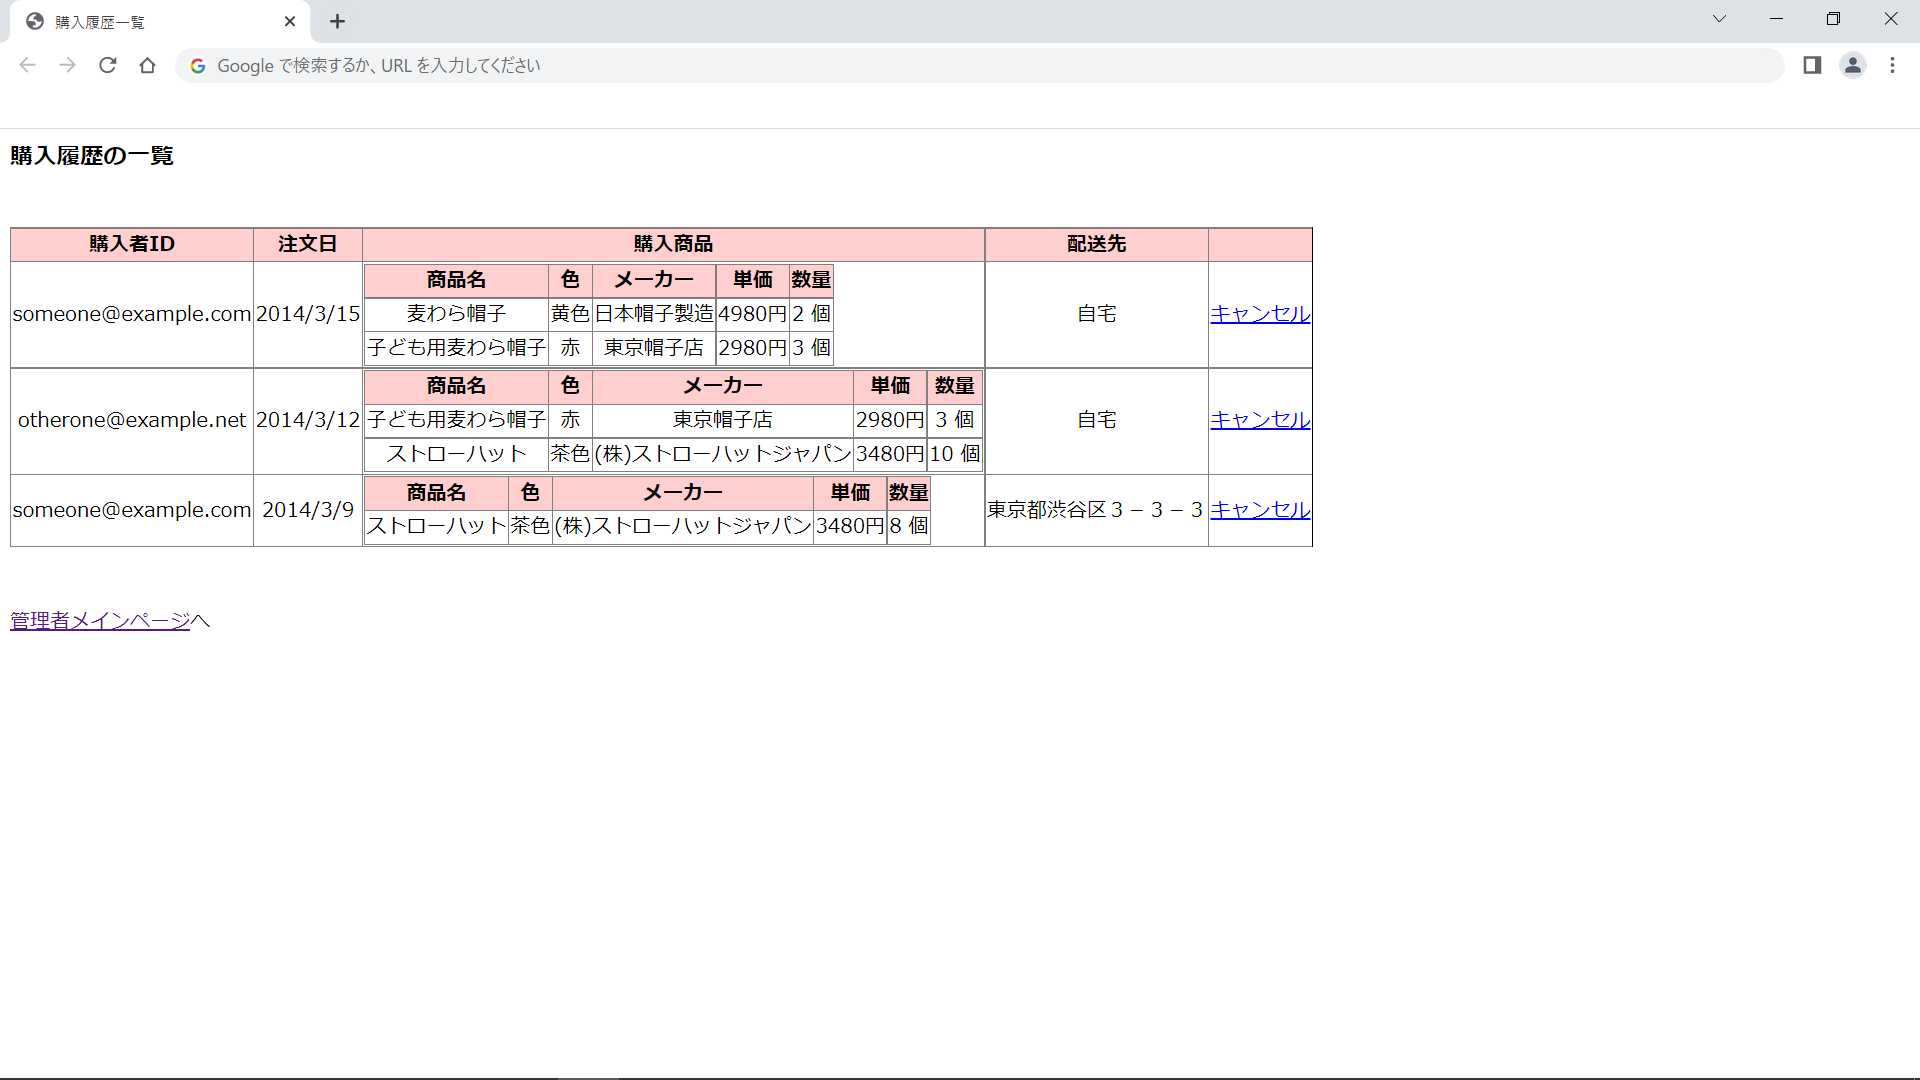 購入履歴一覧
Google で検索するか、URL を入力してください
購入履歴の一覧
購入者ID 注文日 購入商品 配送先
商品名 色 メーカー 単価 数量
someone@example.com 2014/3/15 麦わら帽子 黄色 日本帽子製造 4980円 2 個 自宅 キャンセル
子ども用麦わら帽子 赤 東京帽子店 2980円 3 個
商品名 色 メーカー 単価 数量
otherone@example.net 2014/3/12 子ども用麦わら帽子 赤 東京帽子店 2980円 3 個 自宅 キャンセル
ストローハット 茶色 (株)ストローハットジャパン 3480円 10 個
商品名 色 メーカー 単価 数量
someone@example.com 2014/3/9 ストローハット 茶色 (株)ストローハットジャパン 3480円 8 個 東京都渋谷区３－３－３ キャンセル
管理者メインページへ